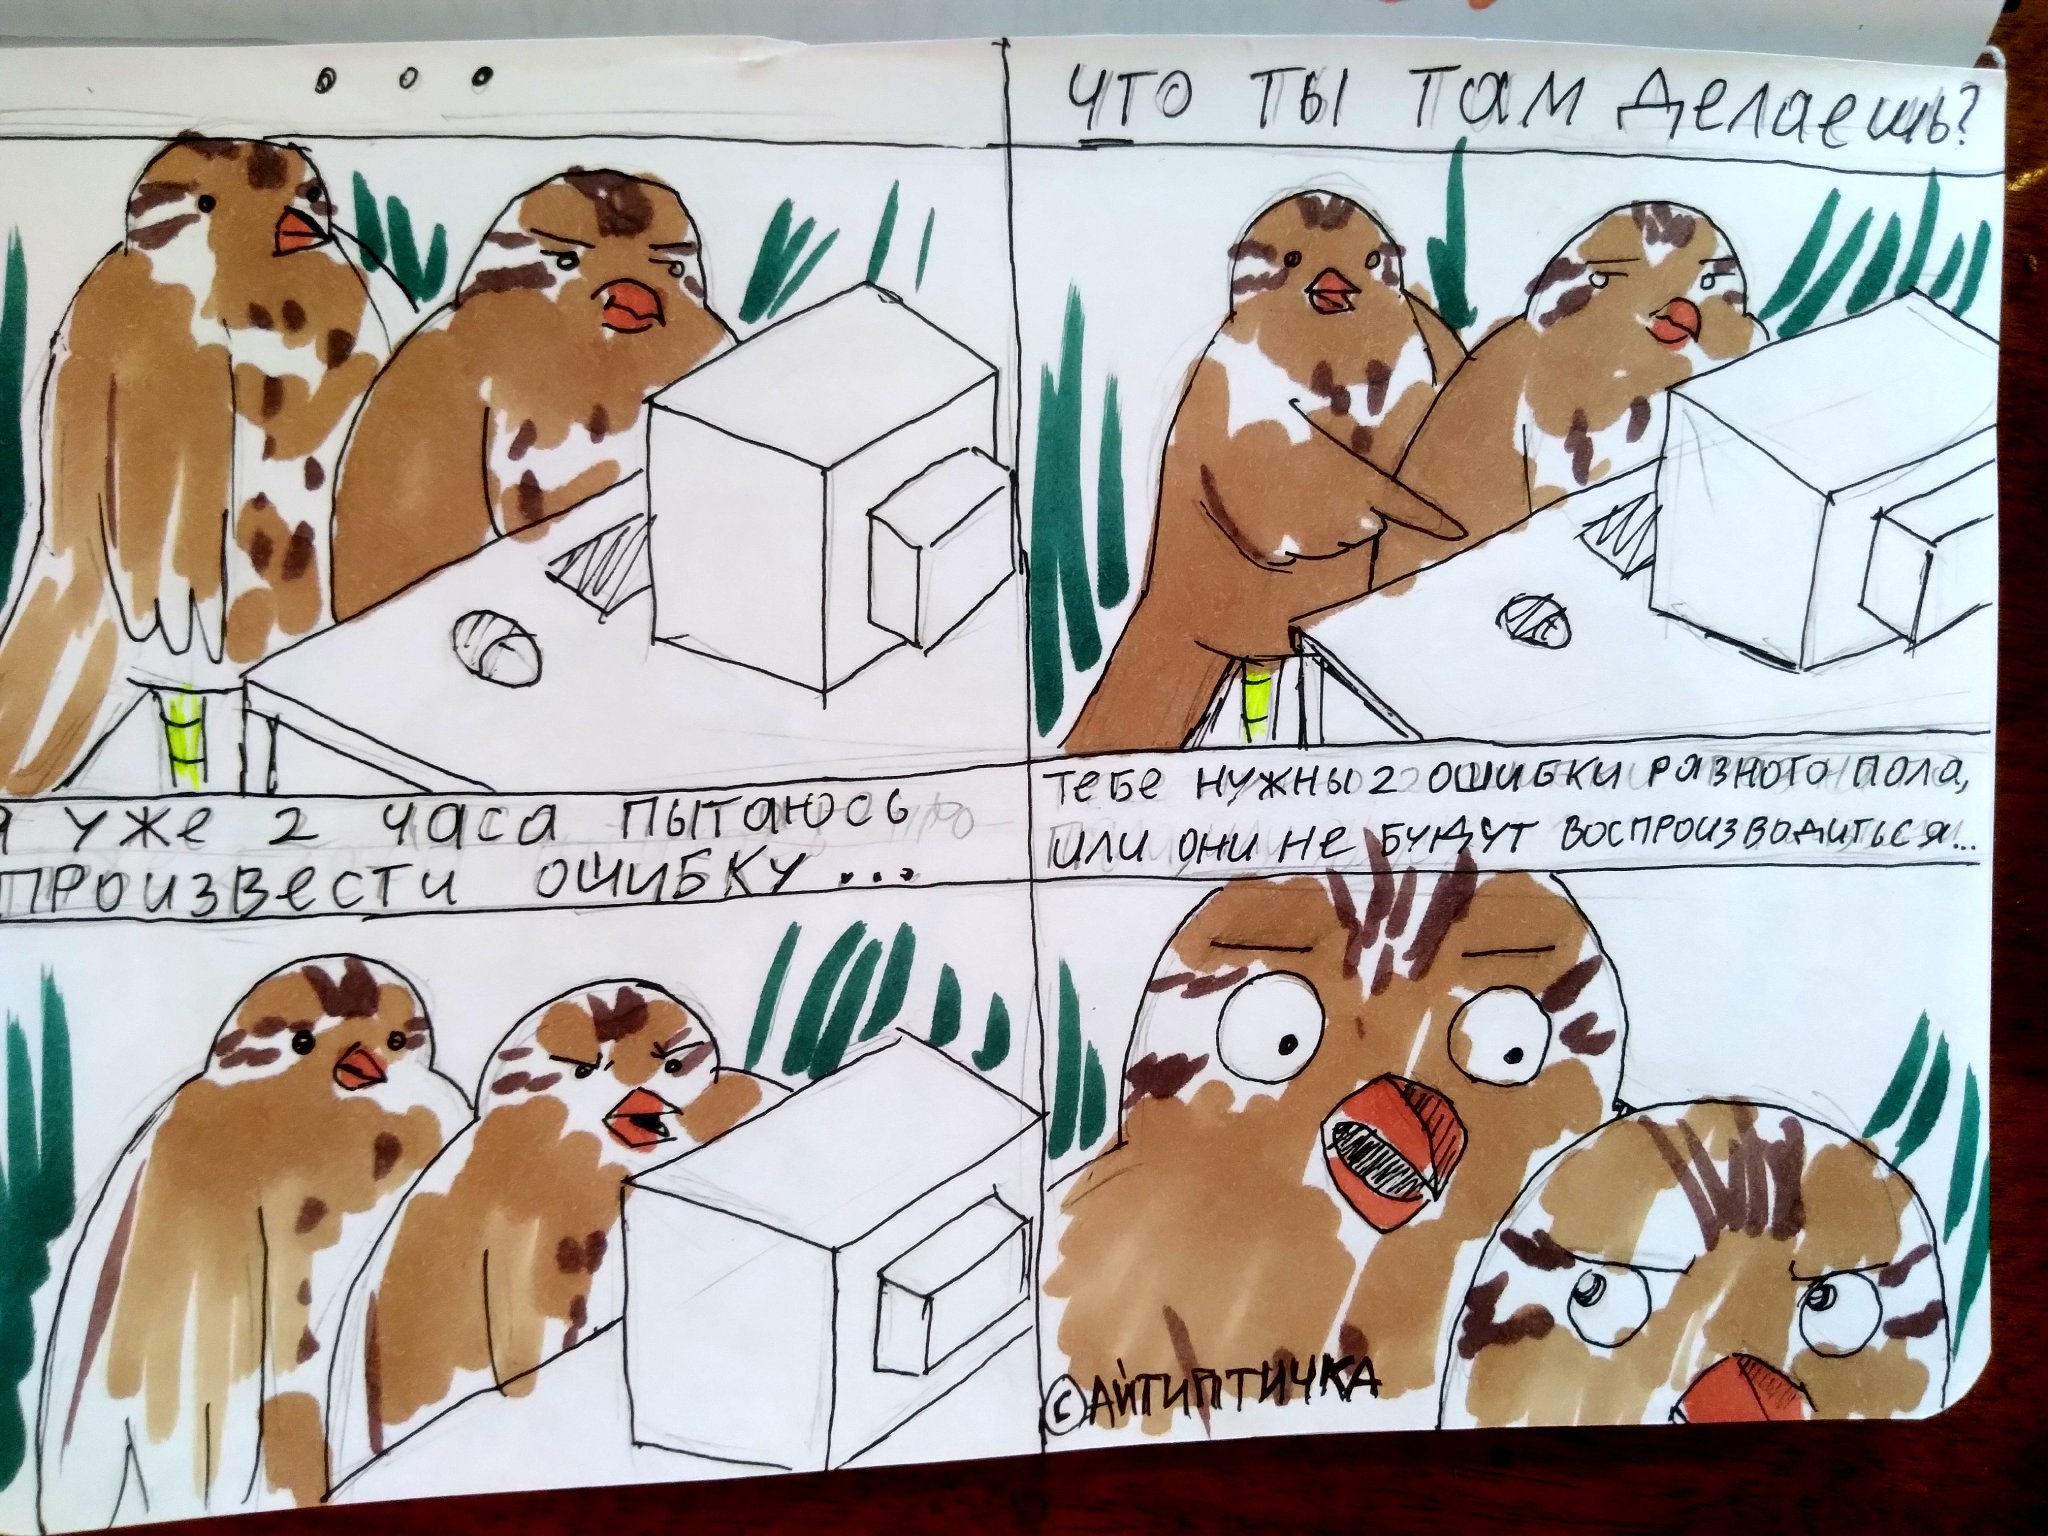 ...
ЧТО ТЫ ТАМ ДЕЛАЕШЬ?
Я УЖЕ 2 ЧАСА ПЫТАЮСЬ
ПРОИЗВЕСТИ ОШИБКУ...
ТЕБЕ НУЖНЫ 2 ОШИБКИ РАЗНОГО ПОЛА,
ИЛИ ОНИ НЕ БУДУТ ВОСПРОИЗВОДИТЬСЯ...
©АЙТИПТИЧКА